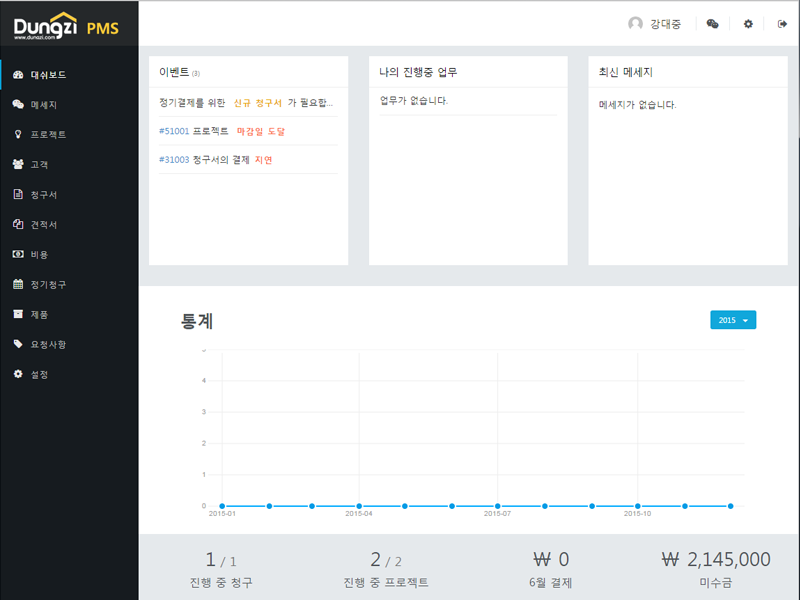 Dungzi PMS
www.dungzi.com
강대중
대쉬보드
메세지
프로젝트
고객
청구서
견적서
비용
정기청구
제품
요청사항
설정
이벤트 (3)
정기결제를 위한 신규 청구서 가 필요합...
#51001 프로젝트 마감일 도달
#31003 청구서의 결제 지연
나의 진행중 업무
업무가 없습니다.
최신 메세지
메세지가 없습니다.
통계
2015
5
4
3
2
1
0
2015-01 2015-04 2015-07 2015-10
1 / 1
진행 중 청구
2 / 2
진행 중 프로젝트
₩ 0
6월 결제
₩ 2,145,000
미수금